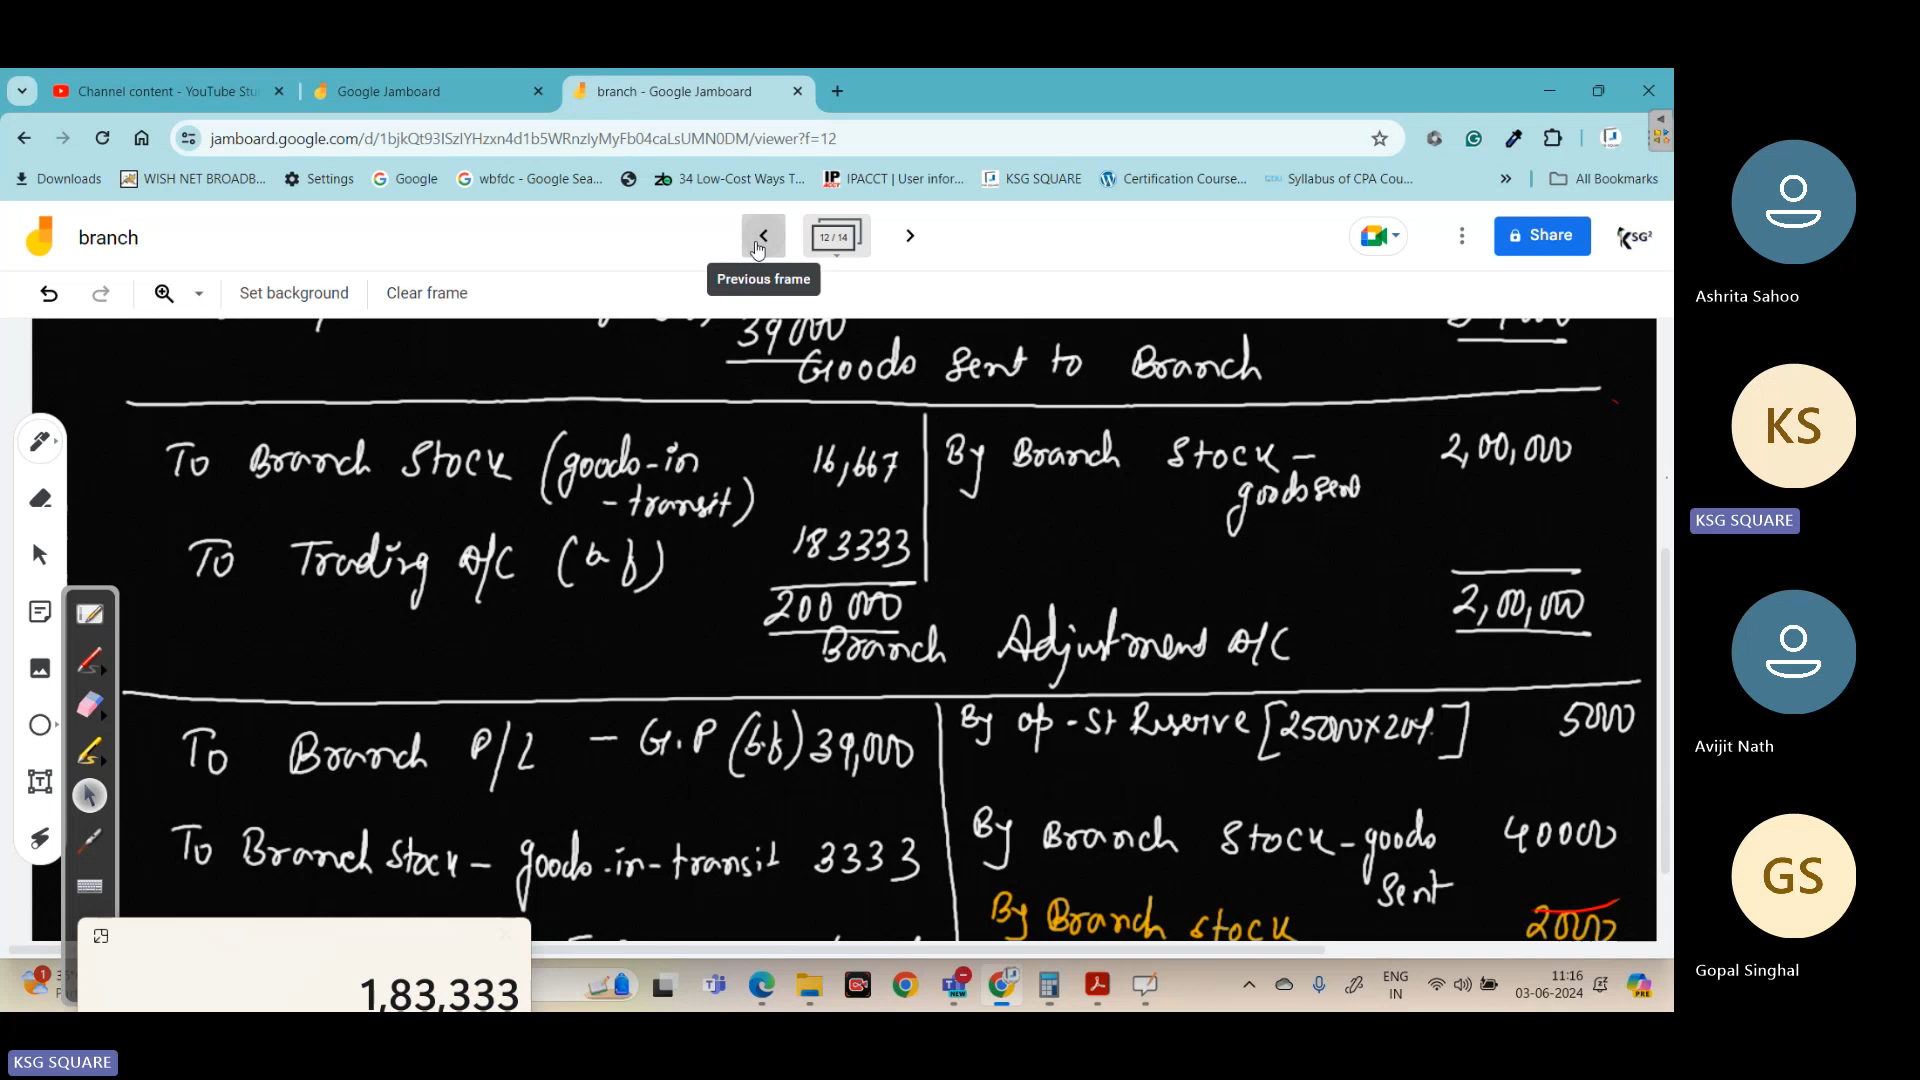 Channel content - YouTube Stu
Google Jamboard
branch - Google Jamboard
jamboard.google.com/d/1bjkQt93ISzIYHzxn4d1b5WRnzIyMyFb04caLsUMN0DM/viewer?f=12
Downloads
WISH NET BROADB...
Settings
Google
wbfdc - Google Sea...
34 Low-Cost Ways T...
IPACCT | User infor...
KSG SQUARE
Certification Course...
Syllabus of CPA Cou...
»
All Bookmarks
branch
12 / 14
Share
KSG²
Previous frame
Set background
Clear frame
39000
Goods Sent to Branch
To Branch Stock (goods-in
- transit) 16,667
By Branch Stock -
goods sent 2,00,000
To Trading A/C (b f) 183333
200 000
2,00,000
Branch Adjustment A/C
To Branch P/L - G.P (b.f) 39,000
By op - St Reserve [25000x20%.] 5000
To Branch Stock - goods-in-transit 3333
By Branch Stock - goods
Sent 40000
By Branch Stock 2000
1,83,333
ENG
IN
11:16
03-06-2024
Ashrita Sahoo
KS
KSG SQUARE
Avijit Nath
GS
Gopal Singhal
KSG SQUARE